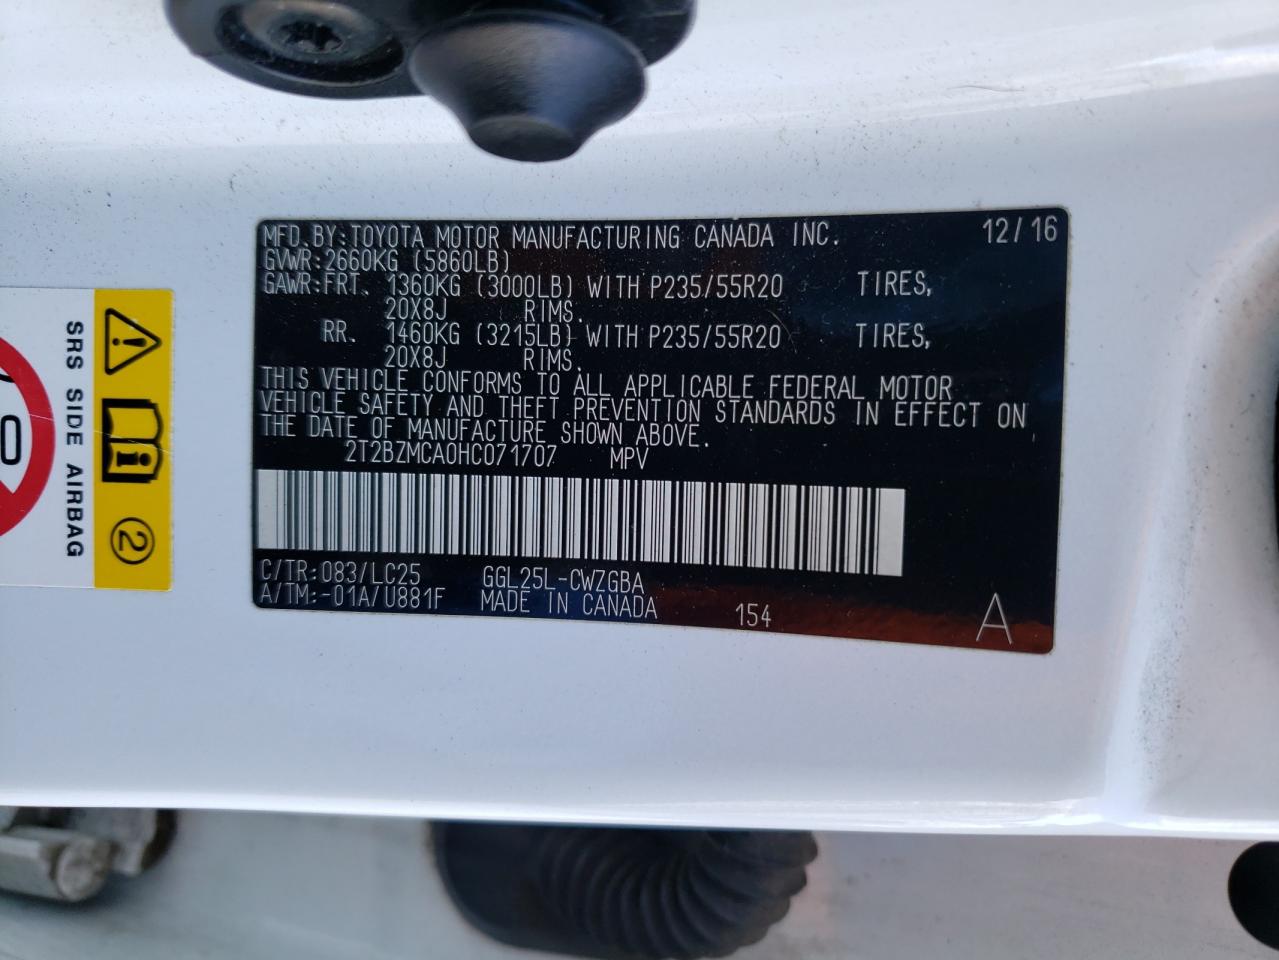 MFD.BY:TOYOTA MOTOR MANUFACTURING CANADA INC. 12/16
GVWR:2660KG (5860LB)
GAWR:FRT. 1360KG (3000LB) WITH P235/55R20 TIRES,
20X8J RIMS.
RR. 1460KG (3215LB) WITH P235/55R20 TIRES,
20X8J RIMS.
THIS VEHICLE CONFORMS TO ALL APPLICABLE FEDERAL MOTOR
VEHICLE SAFETY AND THEFT PREVENTION STANDARDS IN EFFECT ON
THE DATE OF MANUFACTURE SHOWN ABOVE.
2T2BZMCA0HC071707 MPV
C/TR:083/LC25 GGL25L-CWZGBA
A/TM:-01A/U881F MADE IN CANADA 154 A
SRS SIDE AIRBAG
2